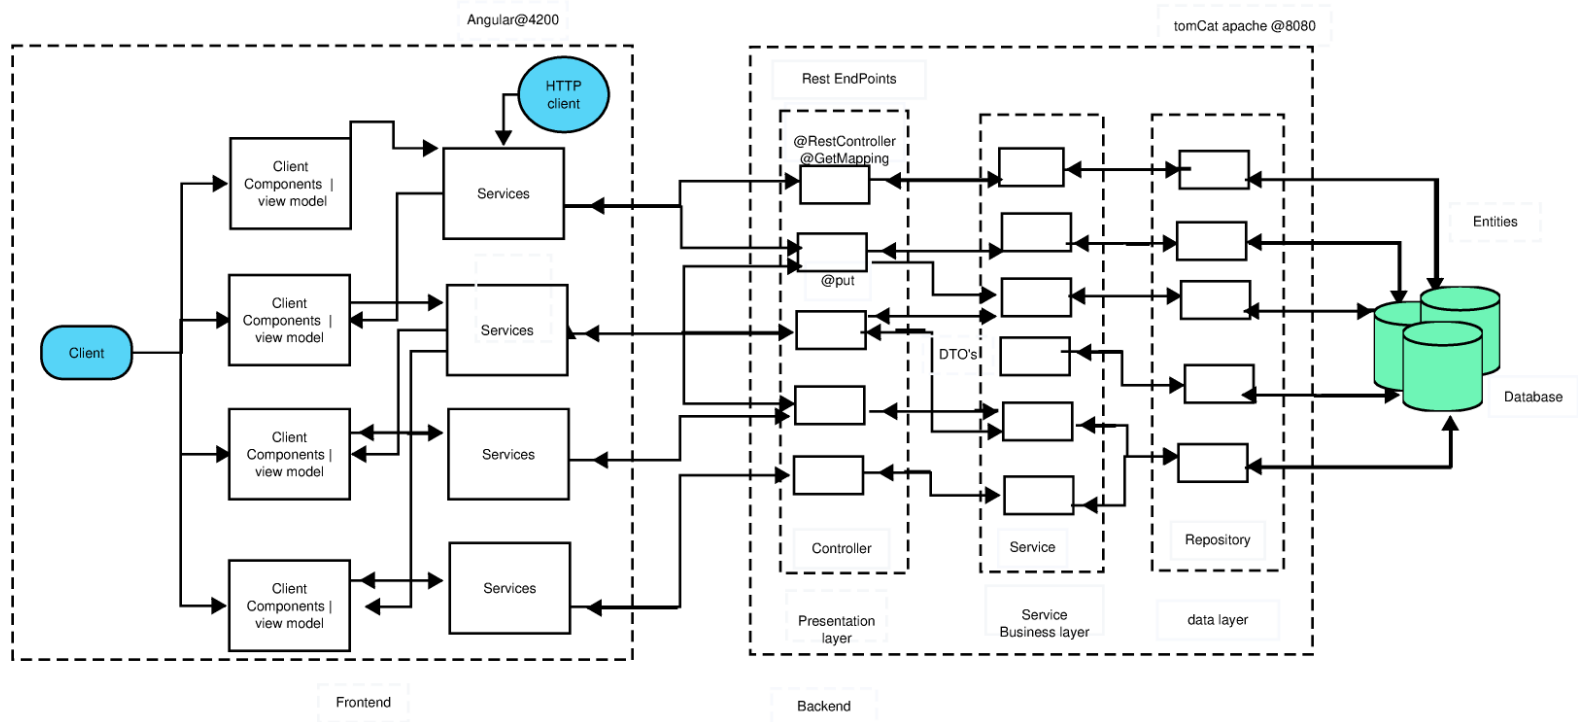 Angular@4200
tomCat apache @8080
HTTP
client
Rest EndPoints
@RestController
@GetMapping
Client
Components |
view model
Services
Entities
@put
Client
Components |
view model
Services
Client
DTO's
Database
Client
Components |
view model
Services
Controller
Service
Repository
Client
Components |
view model
Services
Presentation
layer
Service
Business layer
data layer
Frontend
Backend